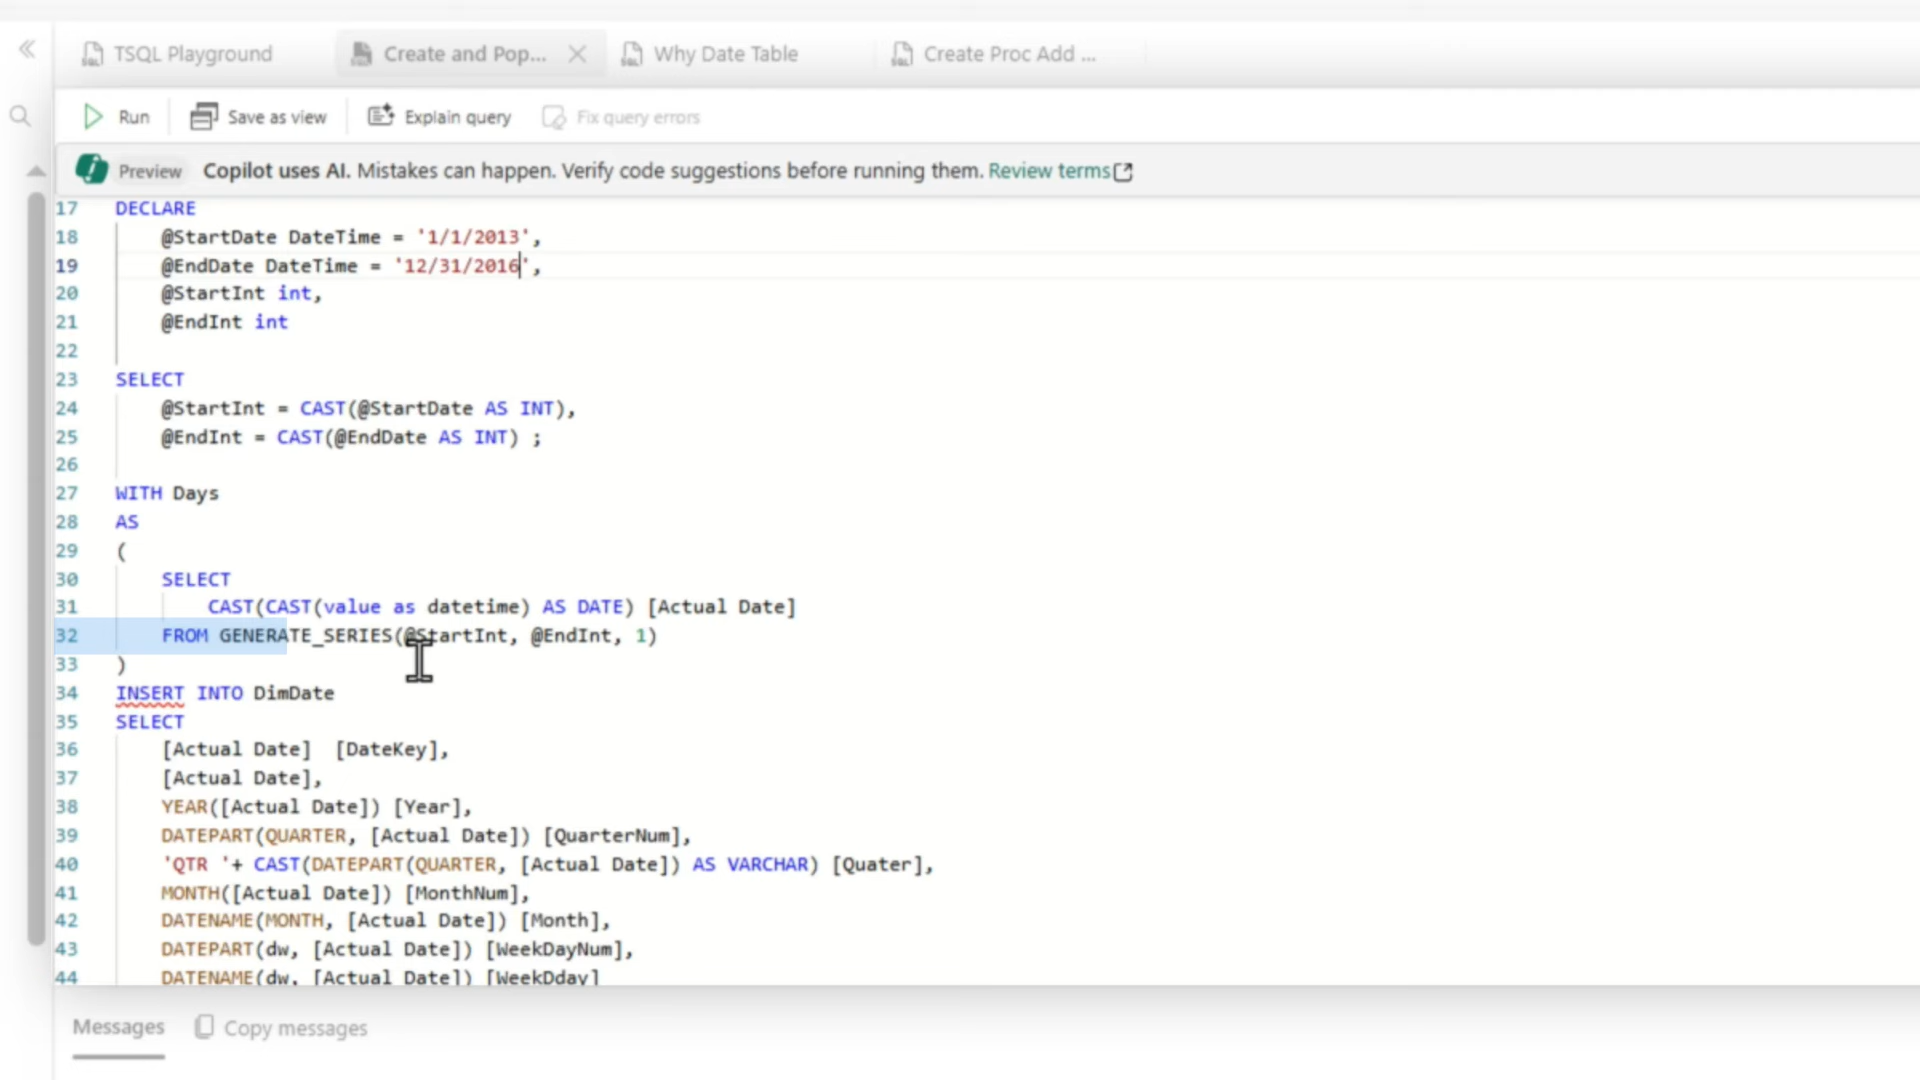 TSQL Playground
Create and Pop...
Why Date Table
Create Proc Add ...
Run
Save as view
Explain query
Fix query errors
Preview
Copilot uses AI. Mistakes can happen. Verify code suggestions before running them. Review terms
17 DECLARE
18 @StartDate DateTime = '1/1/2013',
19 @EndDate DateTime = '12/31/2016',
20 @StartInt int,
21 @EndInt int
22
23 SELECT
24 @StartInt = CAST(@StartDate AS INT),
25 @EndInt = CAST(@EndDate AS INT) ;
26
27 WITH Days
28 AS
29 (
30 SELECT
31 CAST(CAST(value as datetime) AS DATE) [Actual Date]
32 FROM GENERATE_SERIES(@StartInt, @EndInt, 1)
33 )
34 INSERT INTO DimDate
35 SELECT
36 [Actual Date]  [DateKey],
37 [Actual Date],
38 YEAR([Actual Date]) [Year],
39 DATEPART(QUARTER, [Actual Date]) [QuarterNum],
40 'QTR '+ CAST(DATEPART(QUARTER, [Actual Date]) AS VARCHAR) [Quater],
41 MONTH([Actual Date]) [MonthNum],
42 DATENAME(MONTH, [Actual Date]) [Month],
43 DATEPART(dw, [Actual Date]) [WeekDayNum],
44 DATENAME(dw, [Actual Date]) [WeekDday]
Messages
Copy messages